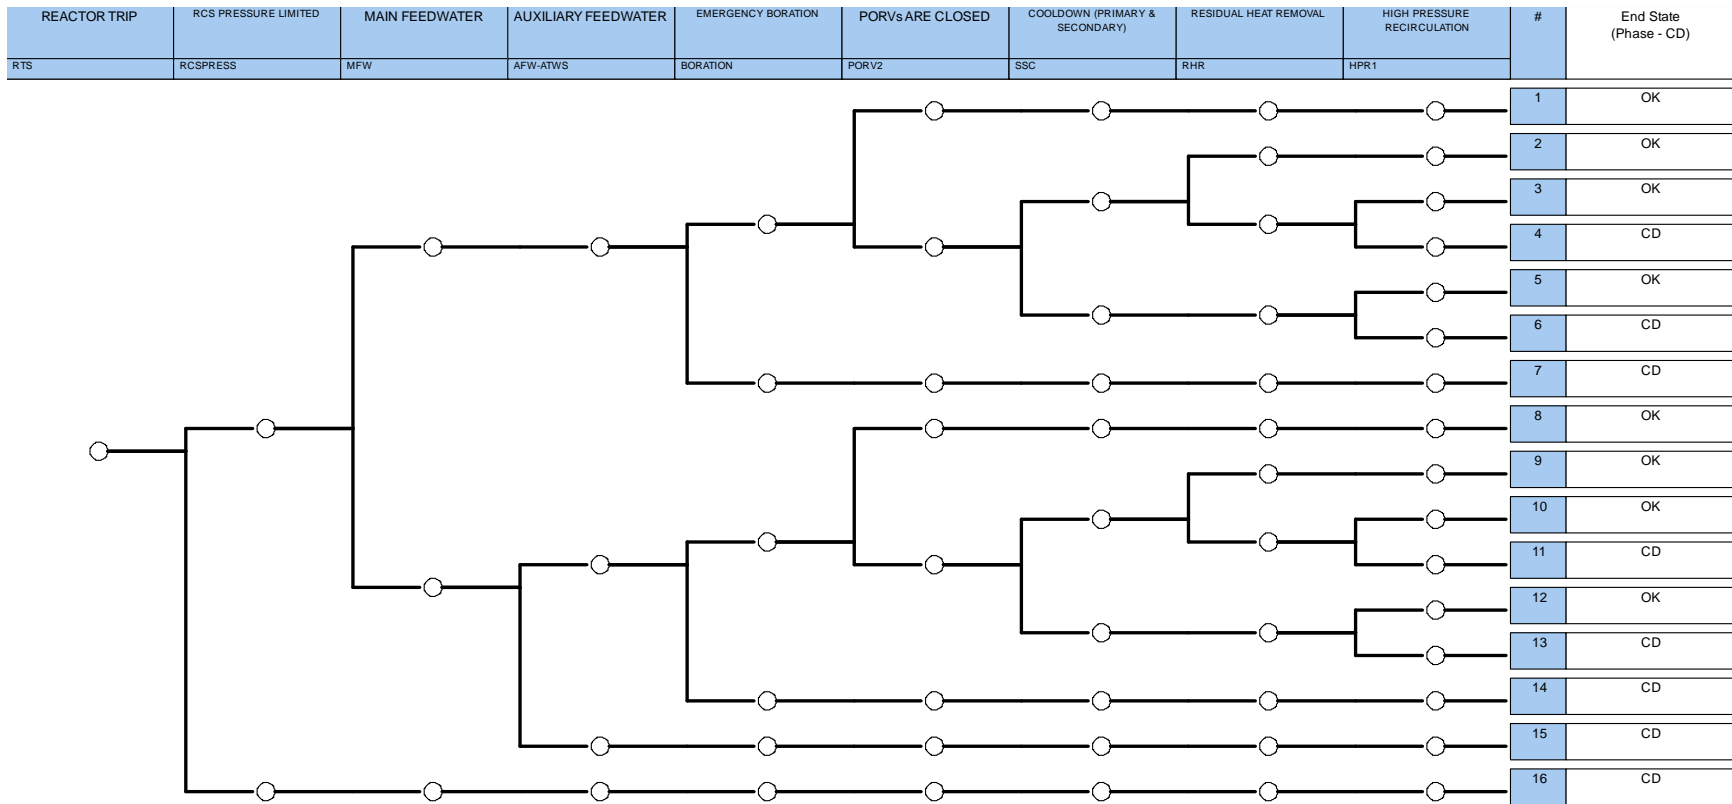 REACTOR TRIP
RCS PRESSURE LIMITED
MAIN FEEDWATER
AUXILIARY FEEDWATER
EMERGENCY BORATION
PORVs ARE CLOSED
COOLDOWN (PRIMARY &
SECONDARY)
RESIDUAL HEAT REMOVAL
HIGH PRESSURE
RECIRCULATION
#
End State
(Phase - CD)
RTS
RCSPRESS
MFW
AFW-ATWS
BORATION
PORV2
SSC
RHR
HPR1
1 OK
2 OK
3 OK
4 CD
5 OK
6 CD
7 CD
8 OK
9 OK
10 OK
11 CD
12 OK
13 CD
14 CD
15 CD
16 CD